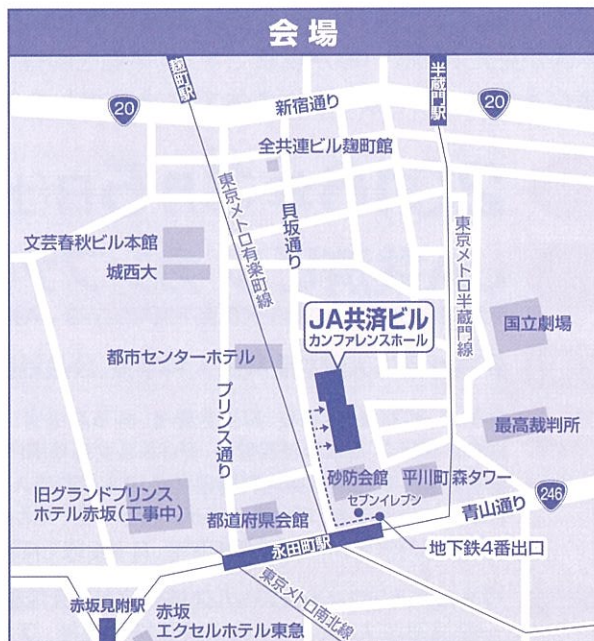 会場
麹町駅
半蔵門駅
20
新宿通り
20
全共連ビル麹町館
東京メトロ有楽町線
貝坂通り
東京メトロ半蔵門線
文芸春秋ビル本館
城西大
JA共済ビル
カンファレンスホール
国立劇場
都市センターホテル
プリンス通り
最高裁判所
砂防会館
平川町森タワー
セブンイレブン
246
青山通り
旧グランドプリンス
ホテル赤坂(工事中)
都道府県会館
地下鉄4番出口
永田町駅
東京メトロ南北線
赤坂見附駅
赤坂
エクセルホテル東急